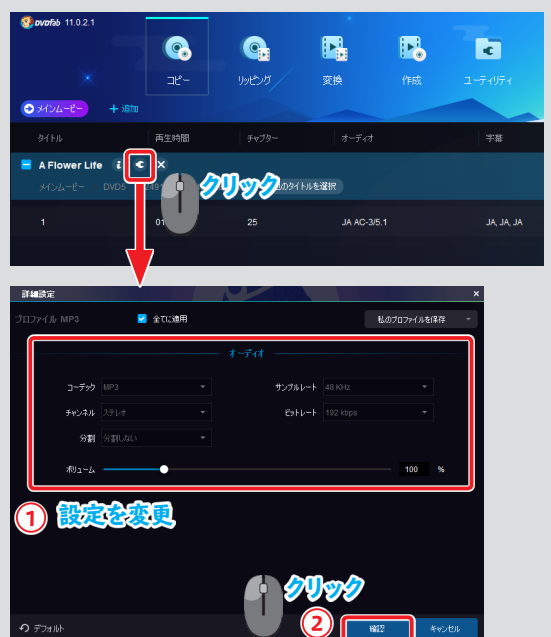 DVDFab 11.0.2.1
コピー リッピング 変換 作成 ユーティリティ
メインムービー 追加
タイトル 再生時間 チャプター オーディオ 字幕
A Flower Life
クリック
メインムービー DVD5 他のタイトルを選択
1 25 JA AC-3/5.1 JA, JA, JA
詳細設定
プロファイル MP3 全てに適用 私のプロファイルを保存
オーディオ
コーデック MP3 サンプルレート 48 KHz
チャンネル ステレオ ビットレート 192 kbps
分割 分割しない
ボリューム 100 %
① 設定を変更
クリック
②
デフォルト 確認 キャンセル